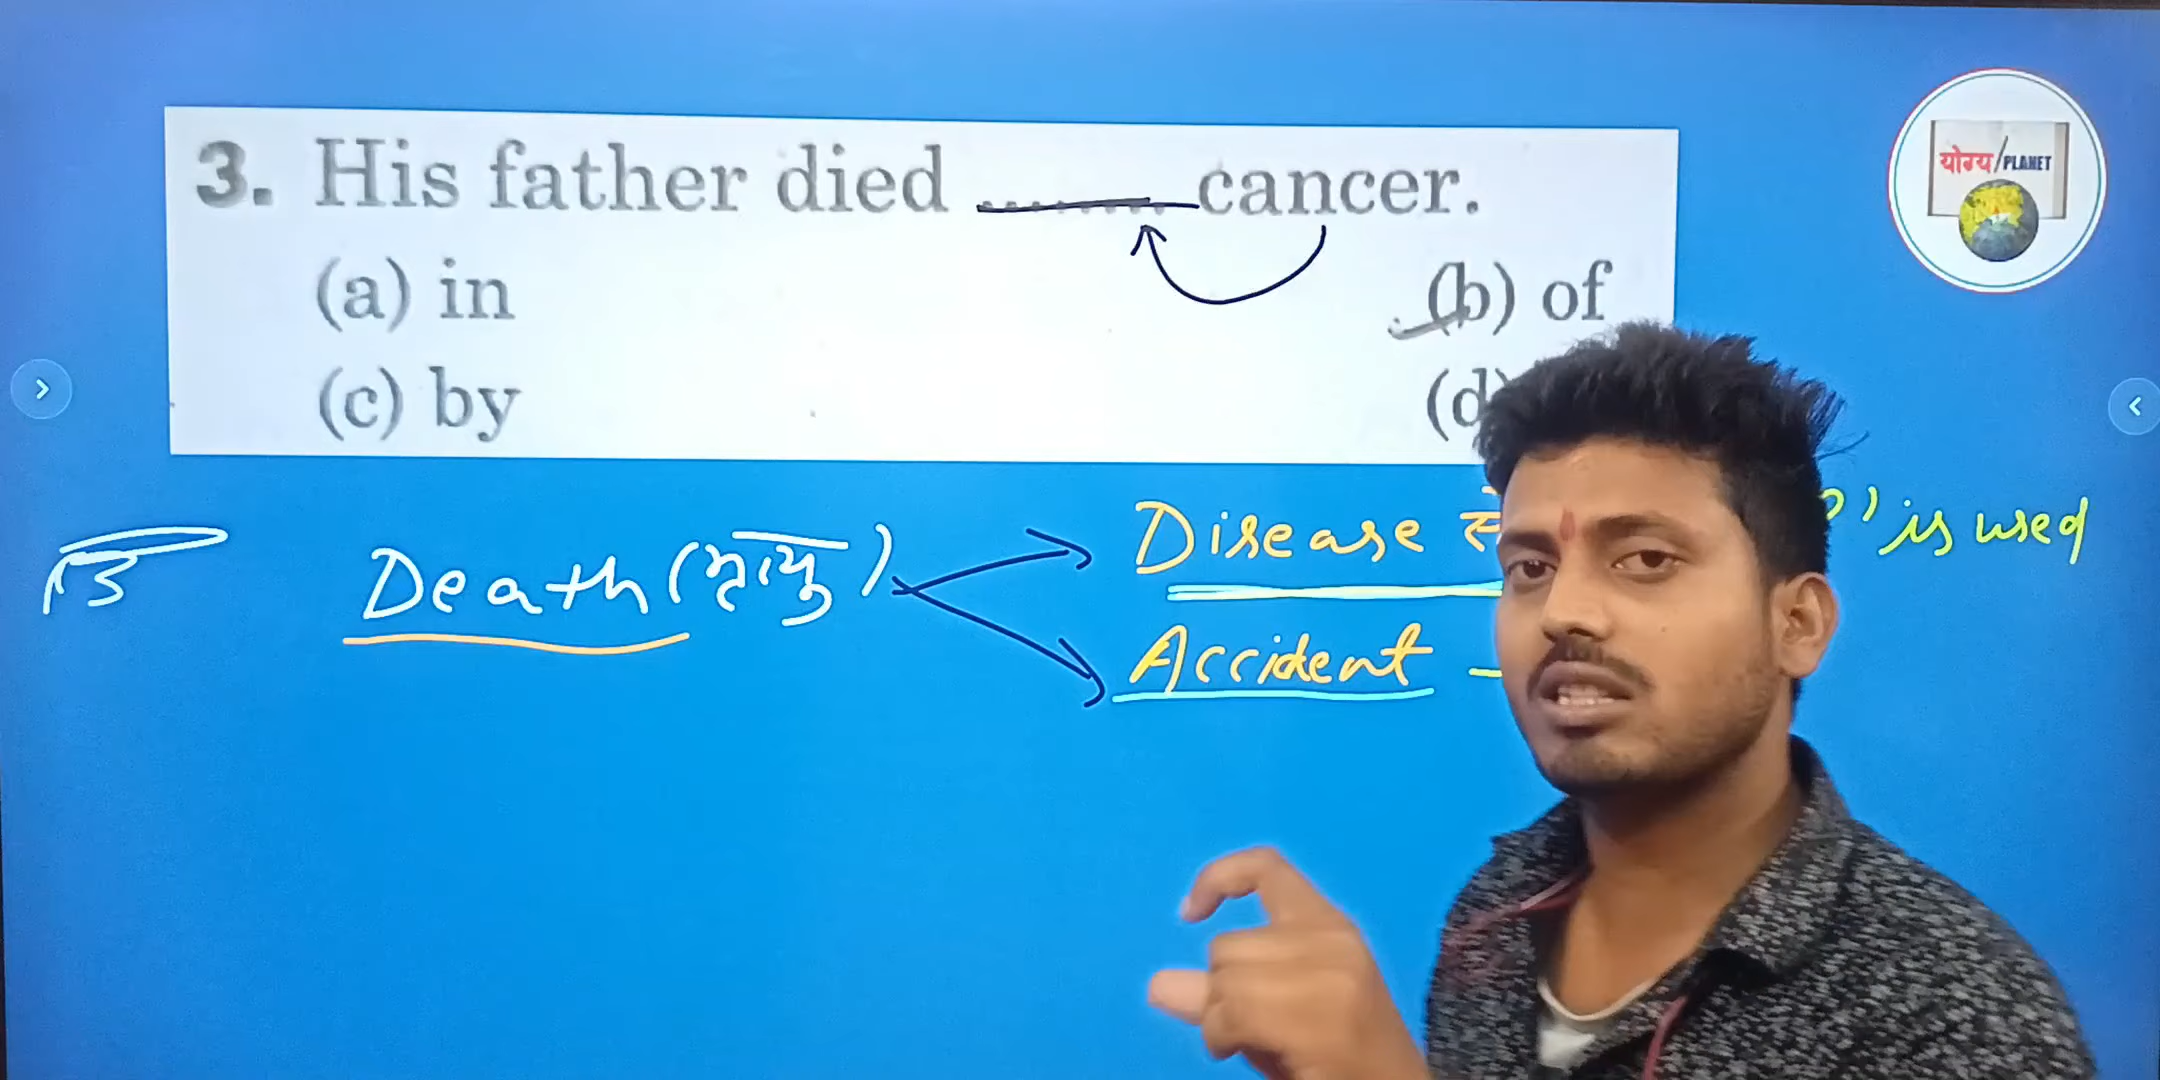 3. His father died ......... cancer.
(a) in (b) of
(c) by (d)
योग्य/PLANET
Death (मृत्यु)
Disease से ' is used
Accident –